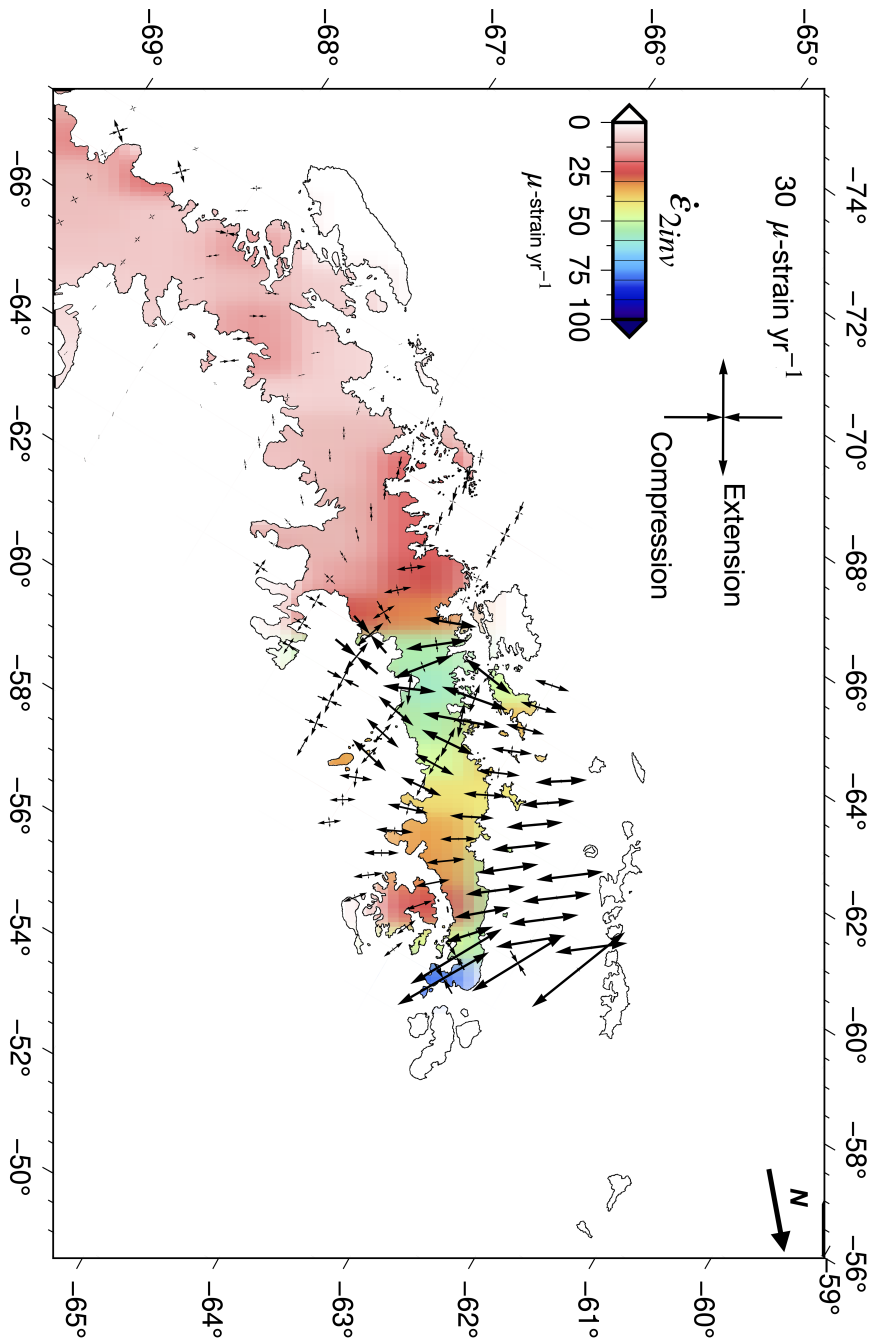 −74° −72° −70° −68° −66° −64° −62° −60° −58° −56°
−59°
−65°
−66°
−67°
−68°
−69°
30 μ-strain yr⁻¹
Extension
Compression
ε̇2inv
0 25 50 75 100
μ-strain yr⁻¹
N
−60°
−61°
−62°
−63°
−64°
−65°
−66° −64° −62° −60° −58° −56° −54° −52° −50°